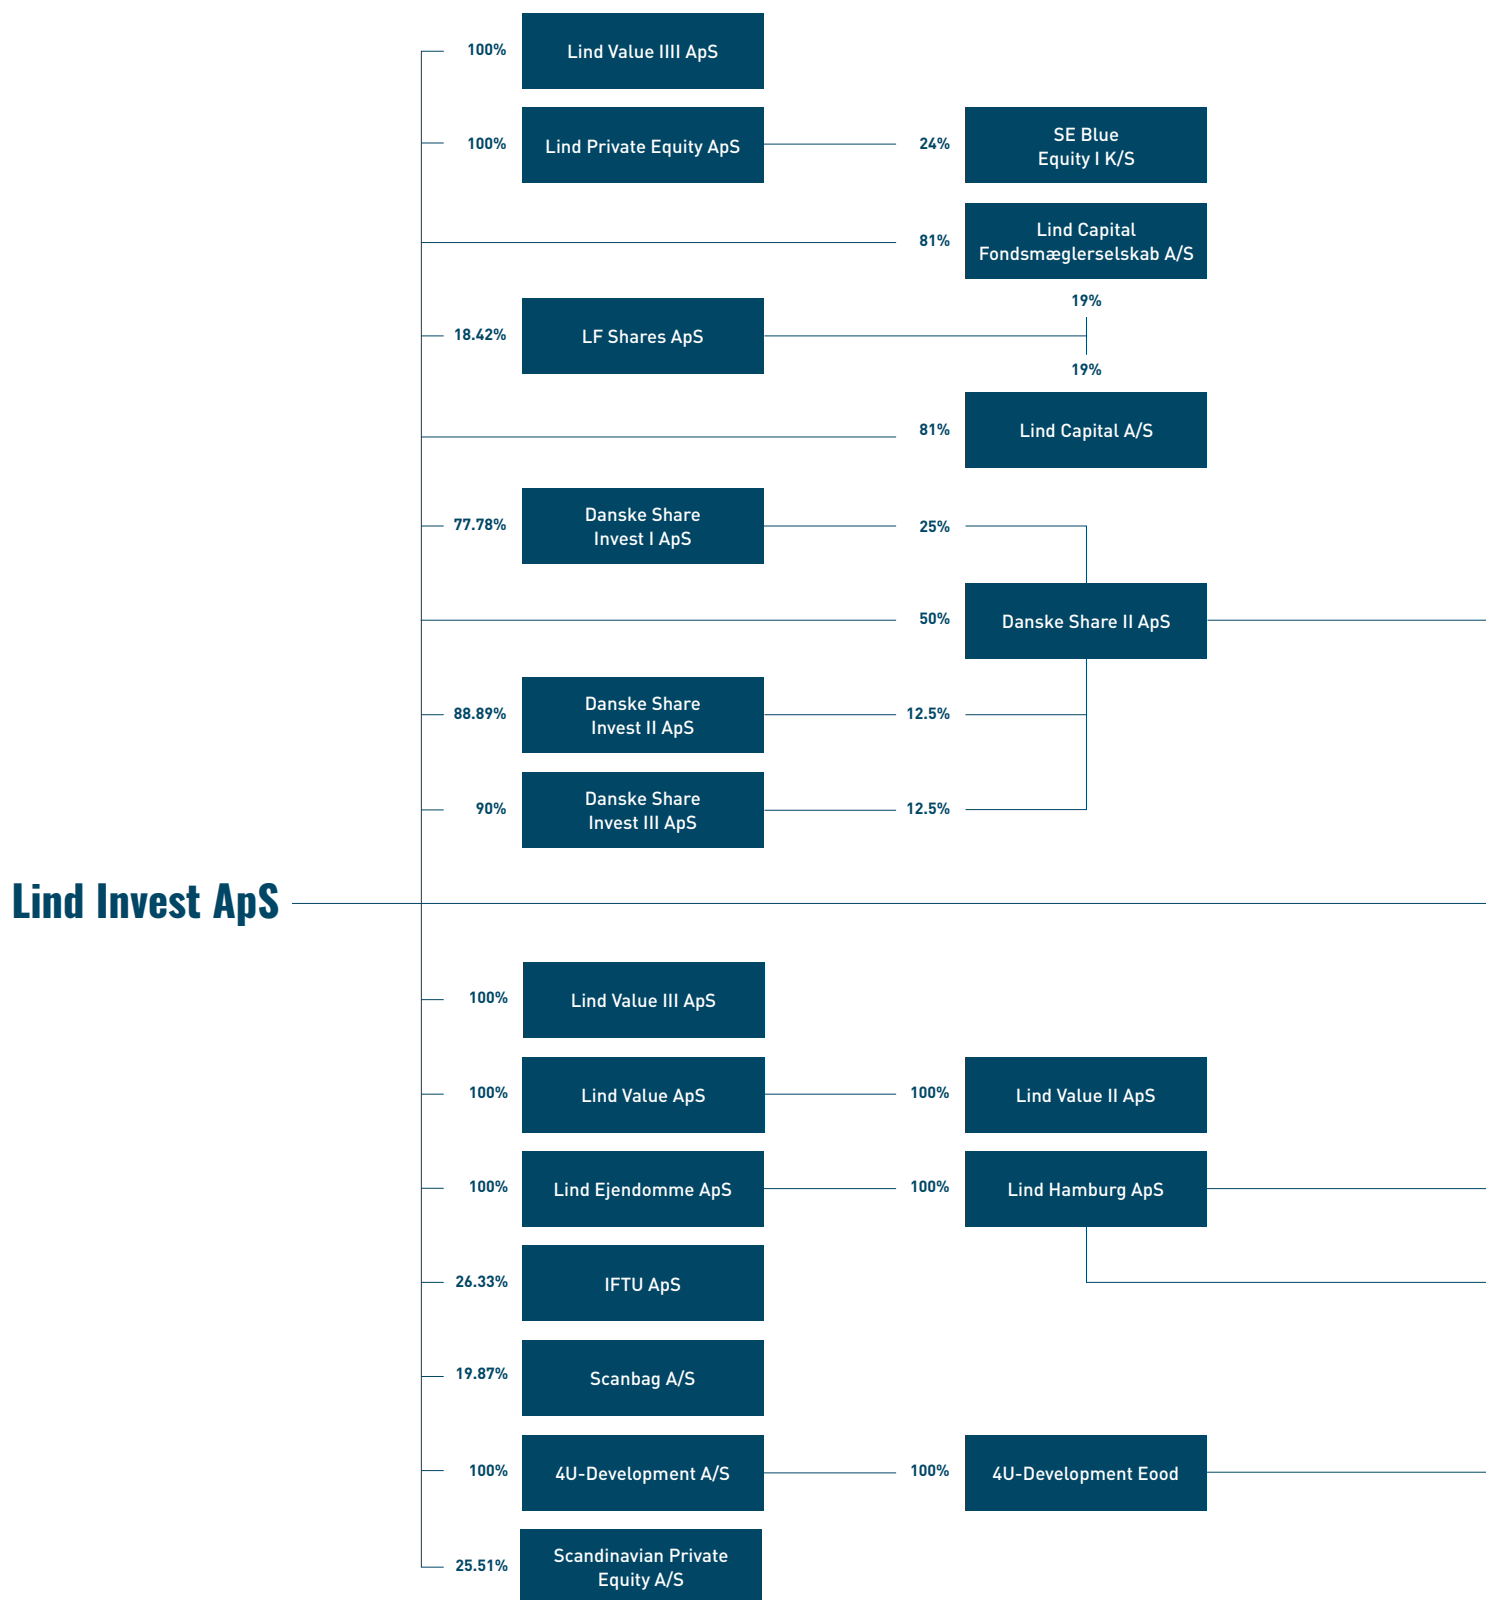 100%
Lind Value IIII ApS
100%
Lind Private Equity ApS
24%
SE Blue
Equity I K/S
81%
Lind Capital
Fondsmæglerselskab A/S
19%
18.42%
LF Shares ApS
19%
81%
Lind Capital A/S
77.78%
Danske Share
Invest I ApS
25%
50%
Danske Share II ApS
88.89%
Danske Share
Invest II ApS
12.5%
90%
Danske Share
Invest III ApS
12.5%
Lind Invest ApS
100%
Lind Value III ApS
100%
Lind Value ApS
100%
Lind Value II ApS
100%
Lind Ejendomme ApS
100%
Lind Hamburg ApS
26.33%
IFTU ApS
19.87%
Scanbag A/S
100%
4U-Development A/S
100%
4U-Development Eood
25.51%
Scandinavian Private
Equity A/S